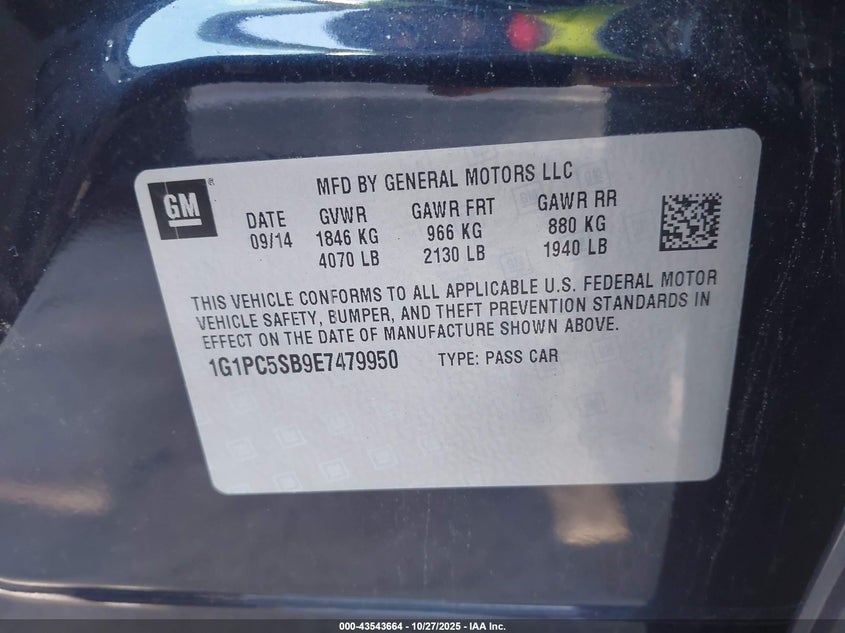 GM
MFD BY GENERAL MOTORS LLC
DATE GVWR GAWR FRT GAWR RR
09/14 1846 KG 966 KG 880 KG
4070 LB 2130 LB 1940 LB
THIS VEHICLE CONFORMS TO ALL APPLICABLE U.S. FEDERAL MOTOR
VEHICLE SAFETY, BUMPER, AND THEFT PREVENTION STANDARDS IN
EFFECT ON THE DATE OF MANUFACTURE SHOWN ABOVE.
1G1PC5SB9E7479950 TYPE: PASS CAR
000-43543664 - 10/27/2025 - IAA Inc.